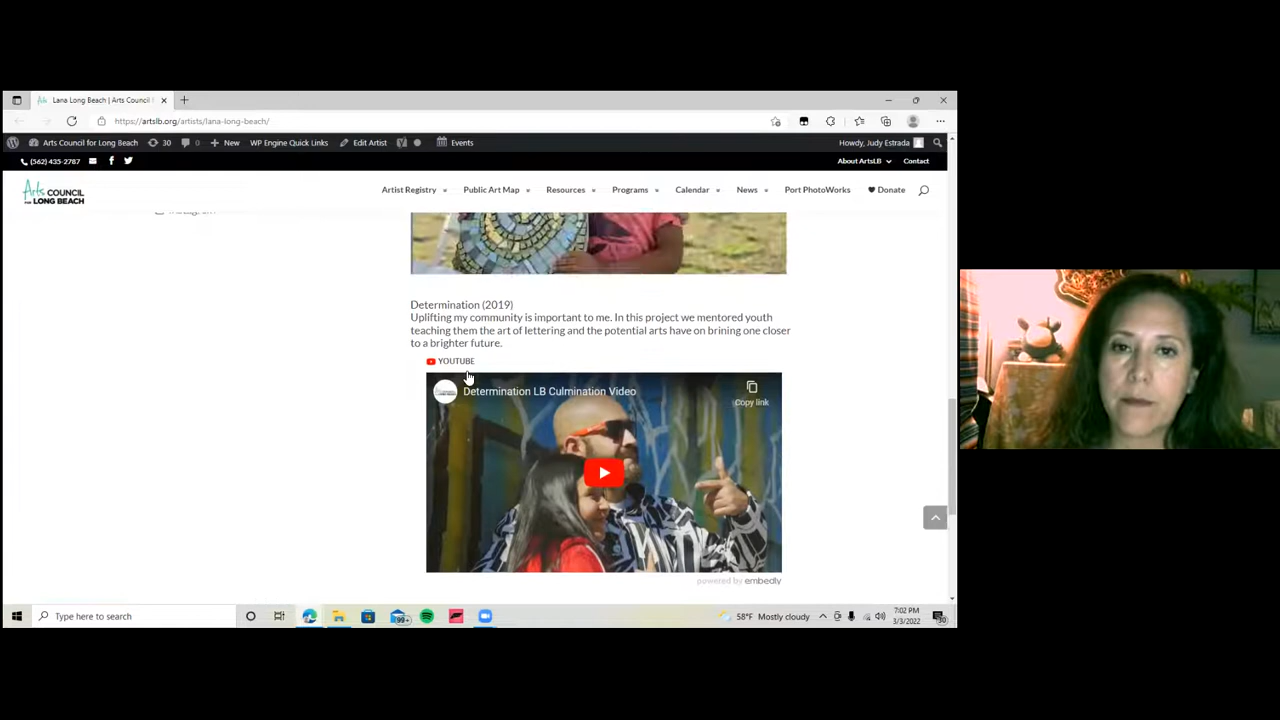 Lana Long Beach | Arts Council
https://artslb.org/artists/lana-long-beach/
Arts Council for Long Beach 30 0 New WP Engine Quick Links Edit Artist Events Howdy, Judy Estrada
(562) 435-2787 About ArtsLB Contact
Arts COUNCIL
FOR LONG BEACH
Artist Registry Public Art Map Resources Programs Calendar News Port PhotoWorks Donate
Determination (2019)
Uplifting my community is important to me. In this project we mentored youth
teaching them the art of lettering and the potential arts have on brining one closer
to a brighter future.
YOUTUBE
Determination LB Culmination Video
Copy link
powered by embedly
Type here to search
99+
58°F Mostly cloudy
7:02 PM
3/3/2022
30